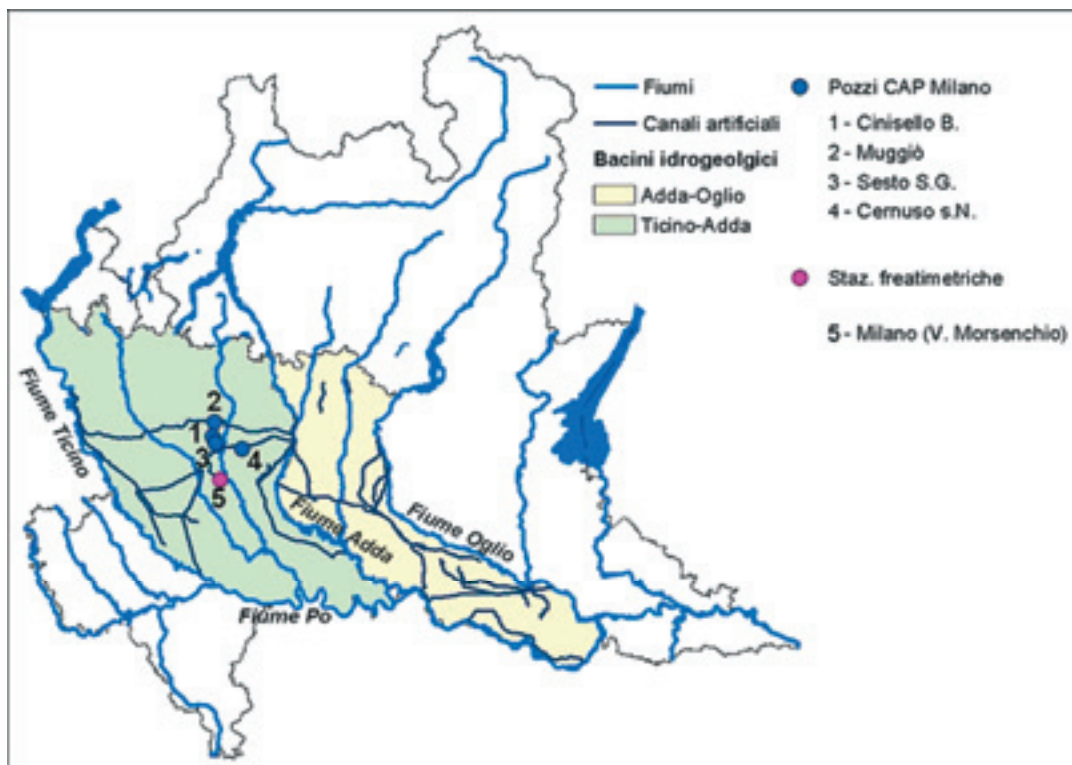 Fiumi
Canali artificiali
Bacini idrogeolgici
Adda-Oglio
Ticino-Adda
Pozzi CAP Milano
1 - Cinisello B.
2 - Muggiò
3 - Sesto S.G.
4 - Cernuso s.N.
Staz. freatimetriche
5 - Milano (V. Morsenchio)
Fiume Ticino
2
1
3
4
5
Fiume Adda
Fiume Oglio
Fiume Po